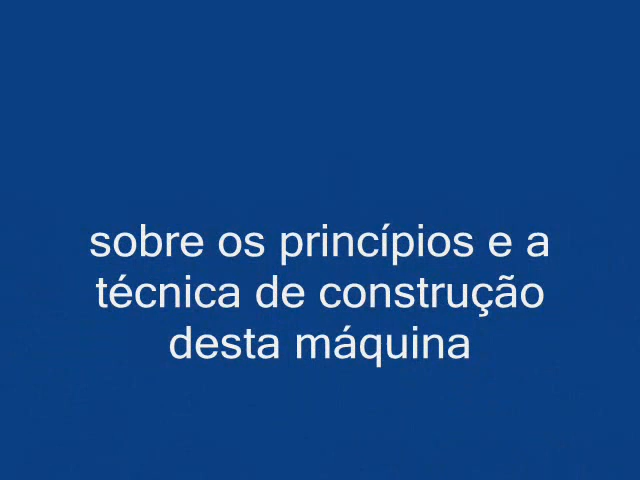 sobre os princípios e a
técnica de construção
desta máquina